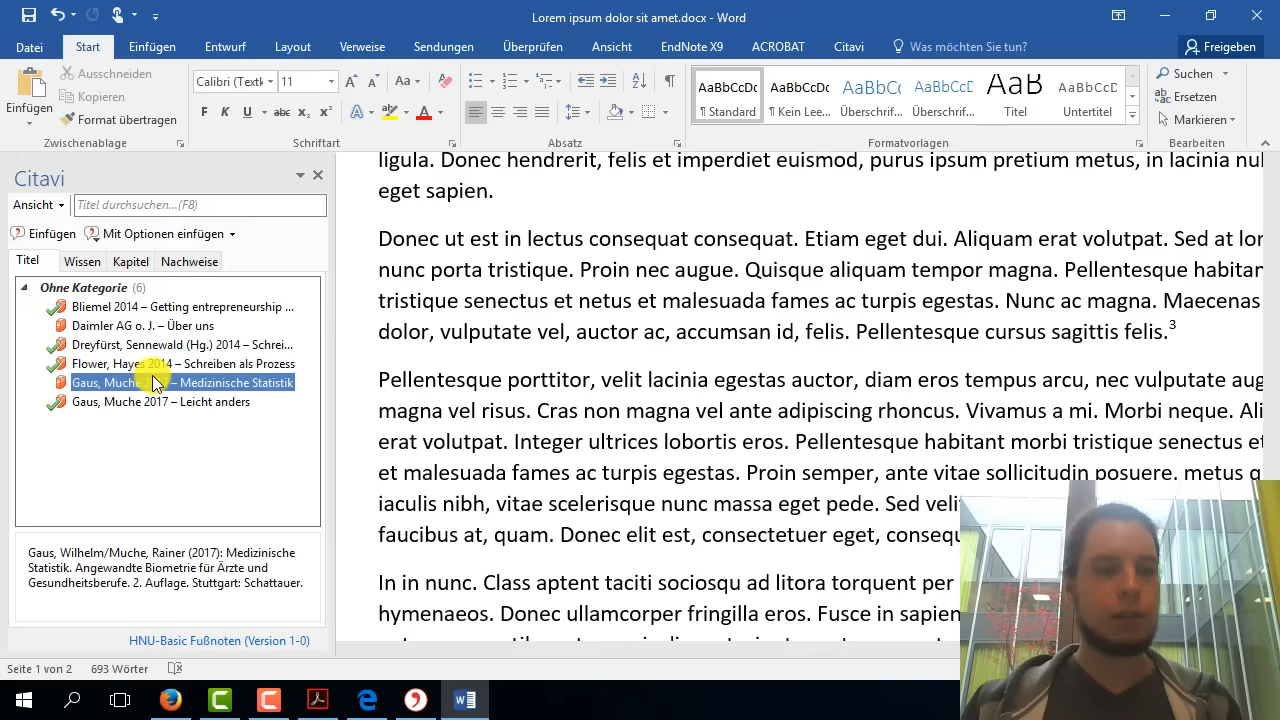 Lorem ipsum dolor sit amet.docx - Word
Datei Start Einfügen Entwurf Layout Verweise Sendungen Überprüfen Ansicht EndNote X9 ACROBAT Citavi Was möchten Sie tun? Freigeben
Einfügen
Ausschneiden
Kopieren
Format übertragen
Zwischenablage
Calibri (Textk 11
Aa
F K U abc X₂ X²
A A
Schriftart
Absatz
AaBbCcDc AaBbCcDc AaBbCc AaBbCcD AaB AaBbCcD
¶ Standard ¶ Kein Lee... Überschrif... Überschrif... Titel Untertitel
Formatvorlagen
Suchen
Ersetzen
Markieren
Bearbeiten
Citavi
Ansicht Titel durchsuchen...(F8)
Einfügen Mit Optionen einfügen
Titel Wissen Kapitel Nachweise
Ohne Kategorie (6)
Bliemel 2014 – Getting entrepreneurship ...
Daimler AG o. J. – Über uns
Dreyfürst, Sennewald (Hg.) 2014 – Schrei...
Flower, Hayes 2014 – Schreiben als Prozess
Gaus, Muche – Medizinische Statistik
Gaus, Muche 2017 – Leicht anders
Gaus, Wilhelm/Muche, Rainer (2017): Medizinische
Statistik. Angewandte Biometrie für Ärzte und
Gesundheitsberufe. 2. Auflage. Stuttgart: Schattauer.
HNU-Basic Fußnoten (Version 1-0)
ligula. Donec hendrerit, felis et imperdiet euismod, purus ipsum pretium metus, in lacinia nul
eget sapien.
Donec ut est in lectus consequat consequat. Etiam eget dui. Aliquam erat volutpat. Sed at lor
nunc porta tristique. Proin nec augue. Quisque aliquam tempor magna. Pellentesque habitan
tristique senectus et netus et malesuada fames ac turpis egestas. Nunc ac magna. Maecenas
dolor, vulputate vel, auctor ac, accumsan id, felis. Pellentesque cursus sagittis felis.³
Pellentesque porttitor, velit lacinia egestas auctor, diam eros tempus arcu, nec vulputate aug
magna vel risus. Cras non magna vel ante adipiscing rhoncus. Vivamus a mi. Morbi neque. Ali
erat volutpat. Integer ultrices lobortis eros. Pellentesque habitant morbi tristique senectus et
et malesuada fames ac turpis egestas. Proin semper, ante vitae sollicitudin posuere, metus q
iaculis nibh, vitae scelerisque nunc massa eget pede. Sed veli
faucibus at, quam. Donec elit est, consectetuer eget, consequ
In in nunc. Class aptent taciti sociosqu ad litora torquent per
hymenaeos. Donec ullamcorper fringilla eros. Fusce in sapien
Seite 1 von 2 693 Wörter